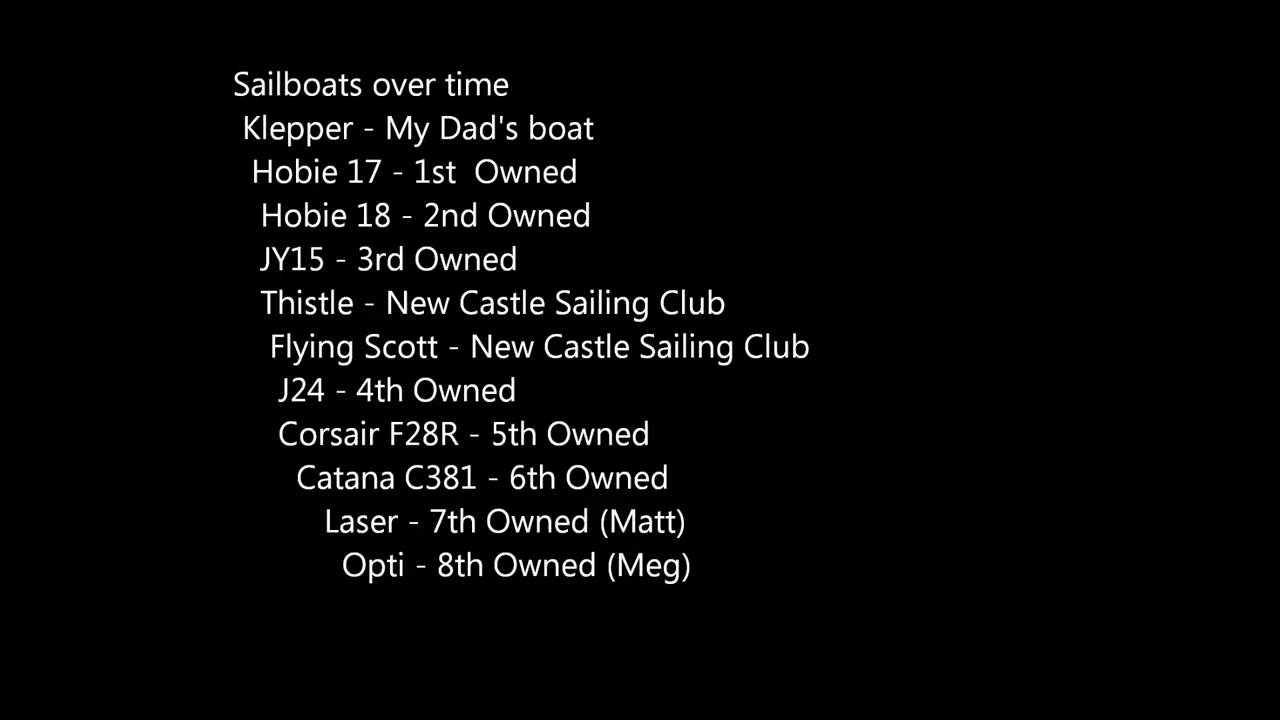 Sailboats over time
Klepper - My Dad's boat
Hobie 17 - 1st  Owned
Hobie 18 - 2nd Owned
JY15 - 3rd Owned
Thistle - New Castle Sailing Club
Flying Scott - New Castle Sailing Club
J24 - 4th Owned
Corsair F28R - 5th Owned
Catana C381 - 6th Owned
Laser - 7th Owned (Matt)
Opti - 8th Owned (Meg)